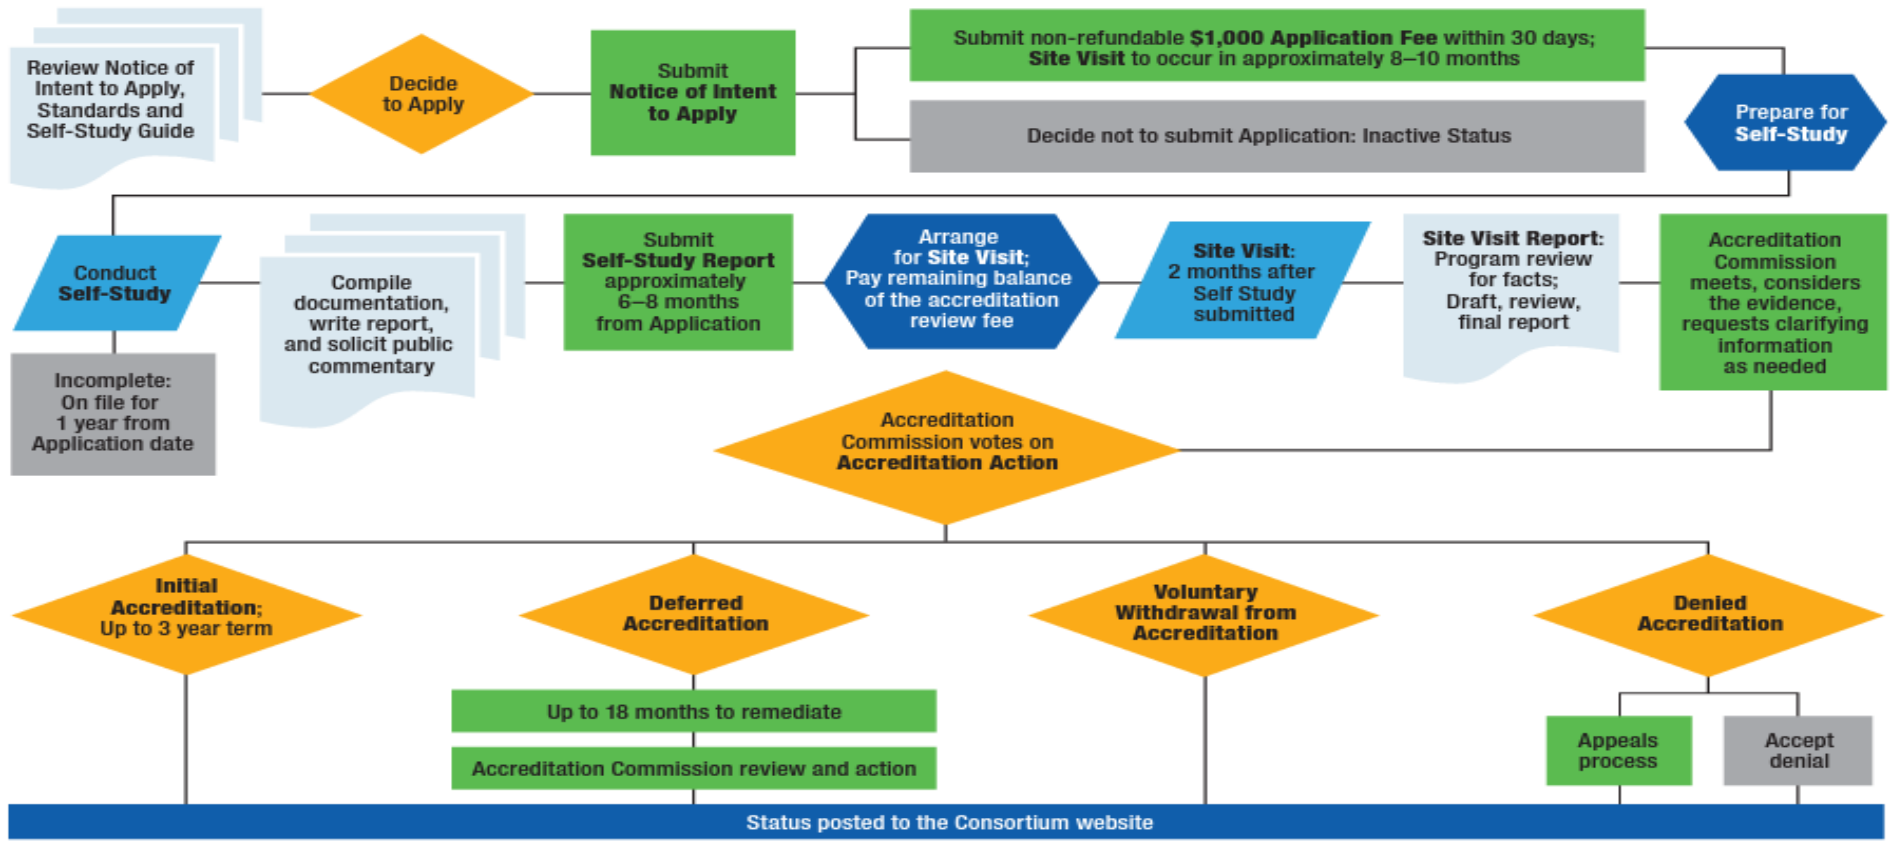 Review Notice of
Intent to Apply,
Standards and
Self-Study Guide
Decide
to Apply
Submit
Notice of Intent
to Apply
Submit non-refundable $1,000 Application Fee within 30 days;
Site Visit to occur in approximately 8–10 months
Decide not to submit Application: Inactive Status
Prepare for
Self-Study
Conduct
Self-Study
Incomplete:
On file for
1 year from
Application date
Compile
documentation,
write report,
and solicit public
commentary
Submit
Self-Study Report
approximately
6–8 months
from Application
Arrange
for Site Visit;
Pay remaining balance
of the accreditation
review fee
Site Visit:
2 months after
Self Study
submitted
Site Visit Report:
Program review
for facts;
Draft, review,
final report
Accreditation
Commission
meets, considers
the evidence,
requests clarifying
information
as needed
Accreditation
Commission votes on
Accreditation Action
Initial
Accreditation;
Up to 3 year term
Deferred
Accreditation
Up to 18 months to remediate
Accreditation Commission review and action
Voluntary
Withdrawal from
Accreditation
Denied
Accreditation
Appeals
process
Accept
denial
Status posted to the Consortium website